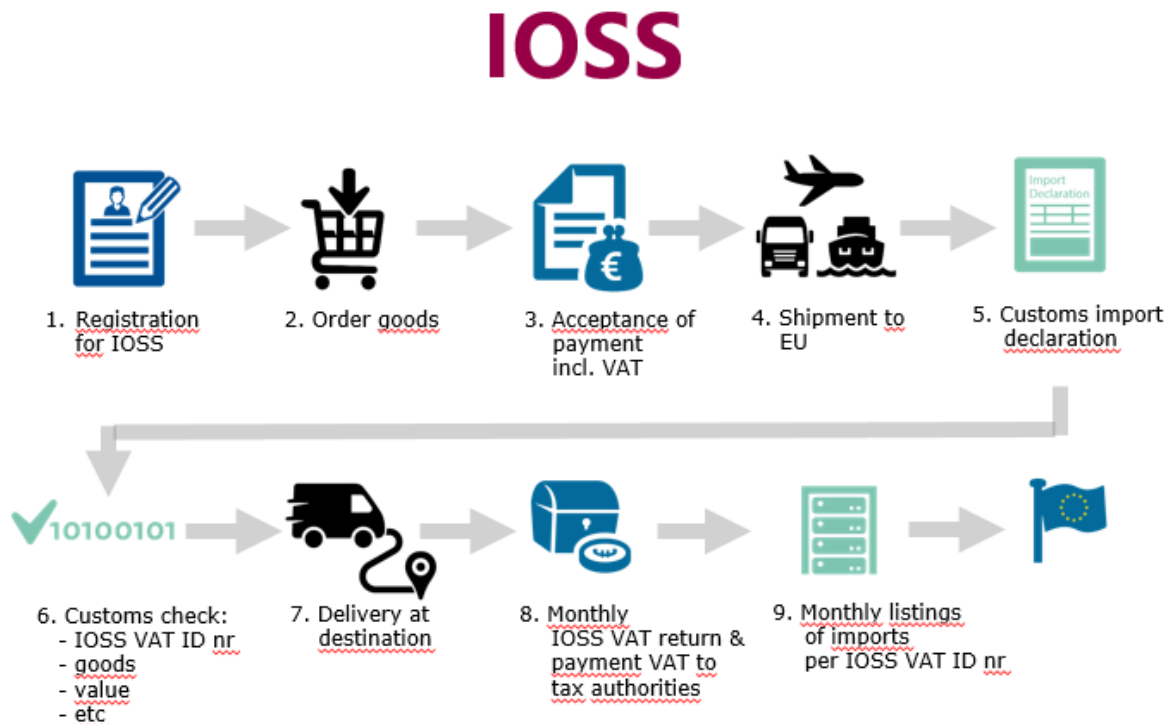 IOSS
Import
Declaration
1. Registration
for IOSS
2. Order goods
3. Acceptance of
payment
incl. VAT
€
4. Shipment to
EU
5. Customs import
declaration
10100101
6. Customs check:
- IOSS VAT ID nr
- goods
- value
- etc
7. Delivery at
destination
8. Monthly
IOSS VAT return &
payment VAT to
tax authorities
9. Monthly listings
of imports
per IOSS VAT ID nr